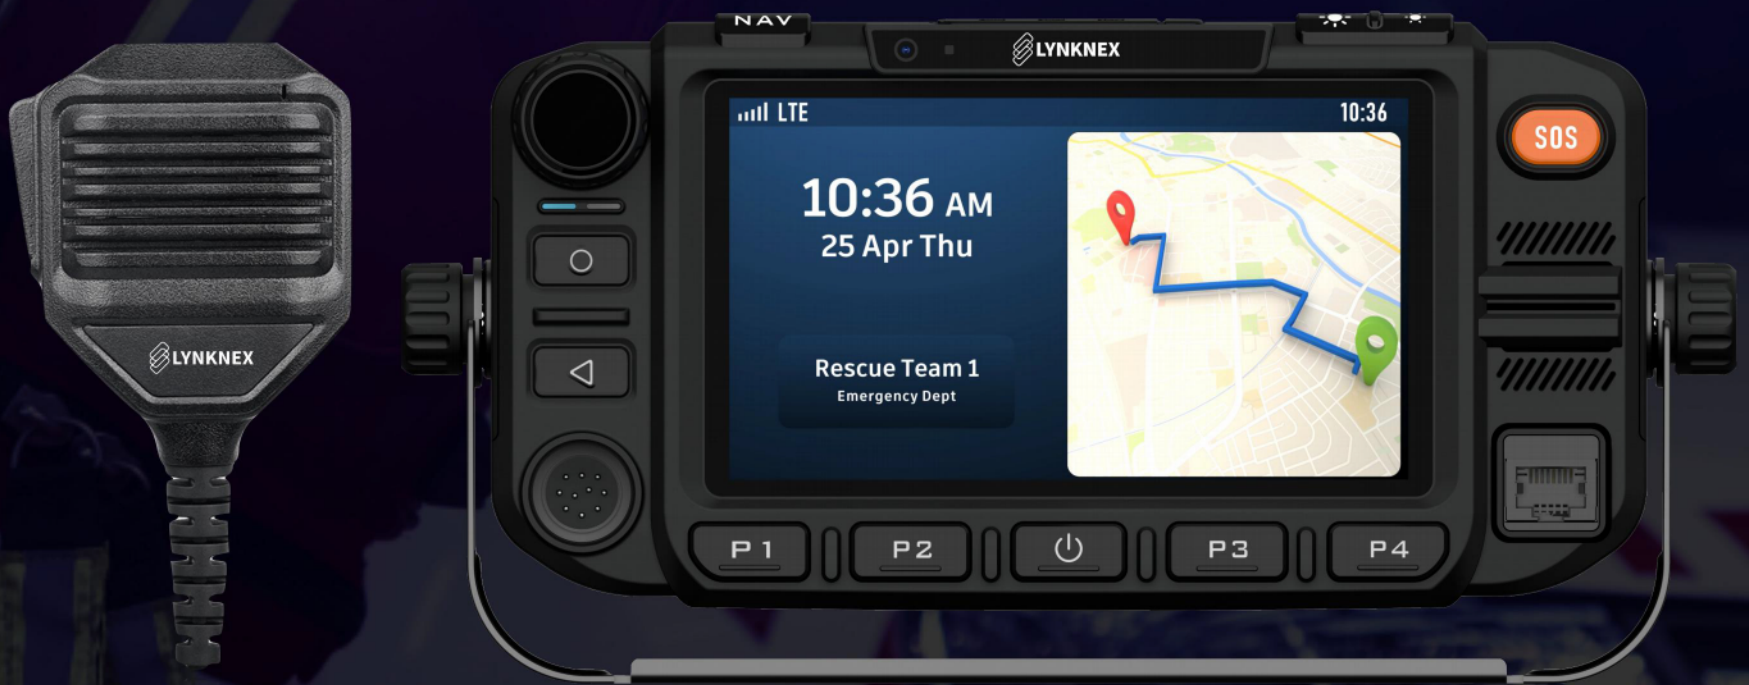 NAV
LYNKNEX
LTE
10:36
10:36 AM
25 Apr Thu
Rescue Team 1
Emergency Dept
SOS
LYNKNEX
P1
P2
P3
P4